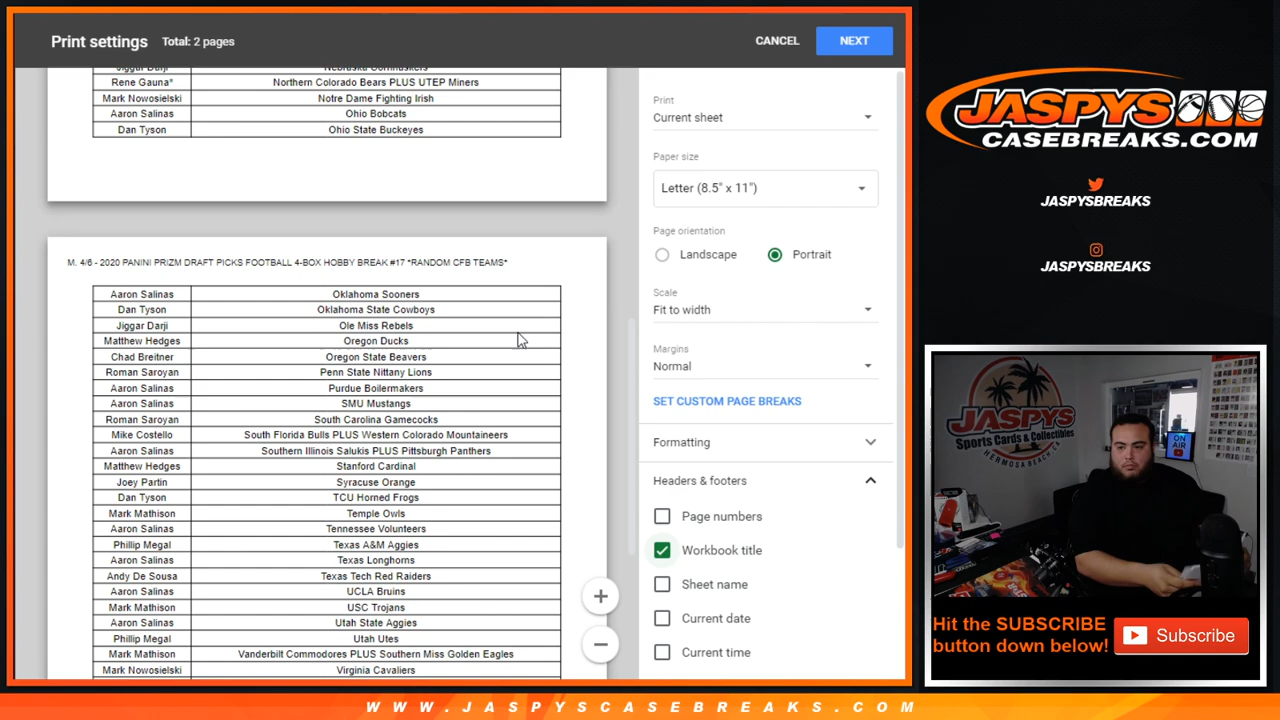 Print settings Total: 2 pages CANCEL NEXT
Rene Gauna* Northern Colorado Bears PLUS UTEP Miners
Mark Nowosielski Notre Dame Fighting Irish
Aaron Salinas Ohio Bobcats
Dan Tyson Ohio State Buckeyes
M. 4/6 - 2020 PANINI PRIZM DRAFT PICKS FOOTBALL 4-BOX HOBBY BREAK #17 *RANDOM CFB TEAMS*
Aaron Salinas Oklahoma Sooners
Dan Tyson Oklahoma State Cowboys
Jiggar Darji Ole Miss Rebels
Matthew Hedges Oregon Ducks
Chad Breitner Oregon State Beavers
Roman Saroyan Penn State Nittany Lions
Aaron Salinas Purdue Boilermakers
Aaron Salinas SMU Mustangs
Roman Saroyan South Carolina Gamecocks
Mike Costello South Florida Bulls PLUS Western Colorado Mountaineers
Aaron Salinas Southern Illinois Salukis PLUS Pittsburgh Panthers
Matthew Hedges Stanford Cardinal
Joey Partin Syracuse Orange
Dan Tyson TCU Horned Frogs
Mark Mathison Temple Owls
Aaron Salinas Tennessee Volunteers
Phillip Megal Texas A&M Aggies
Aaron Salinas Texas Longhorns
Andy De Sousa Texas Tech Red Raiders
Aaron Salinas UCLA Bruins
Mark Mathison USC Trojans
Aaron Salinas Utah State Aggies
Phillip Megal Utah Utes
Mark Mathison Vanderbilt Commodores PLUS Southern Miss Golden Eagles
Mark Nowosielski Virginia Cavaliers
Print
Current sheet
Paper size
Letter (8.5" x 11")
Page orientation
Landscape Portrait
Scale
Fit to width
Margins
Normal
SET CUSTOM PAGE BREAKS
Formatting
Headers & footers
Page numbers
Workbook title
Sheet name
Current date
Current time
JASPYS
CASEBREAKS.COM
JASPYSBREAKS
JASPYSBREAKS
JASPYS
Sports Cards & Collectibles
HERMOSA BEACH, CA
ON AIR
Hit the SUBSCRIBE
button down below!
Subscribe
WWW.JASPYSCASEBREAKS.COM